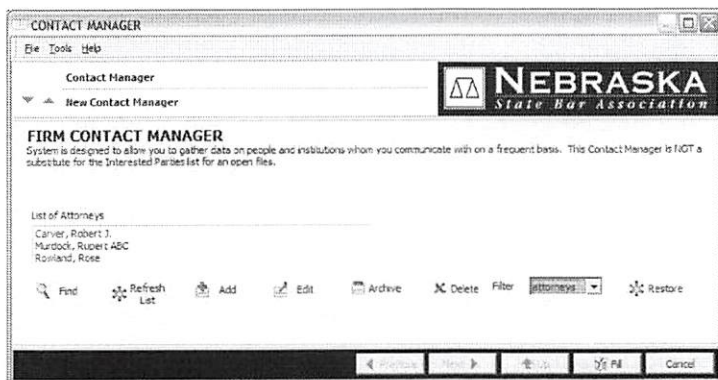 CONTACT MANAGER
File Tools Help
Contact Manager
New Contact Manager
NEBRASKA
State Bar Association
FIRM CONTACT MANAGER
System is designed to allow you to gather data on people and institutions whom you communicate with on a frequent basis. This Contact Manager is NOT a
substitute for the Interested Parties list for an open files.
List of Attorneys
Carver, Robert J.
Murdock, Rupert ABC
Rowland, Rose
Find Refresh List Add Edit Archive Delete Filter attorneys Restore
Previous Next Up Fill Cancel